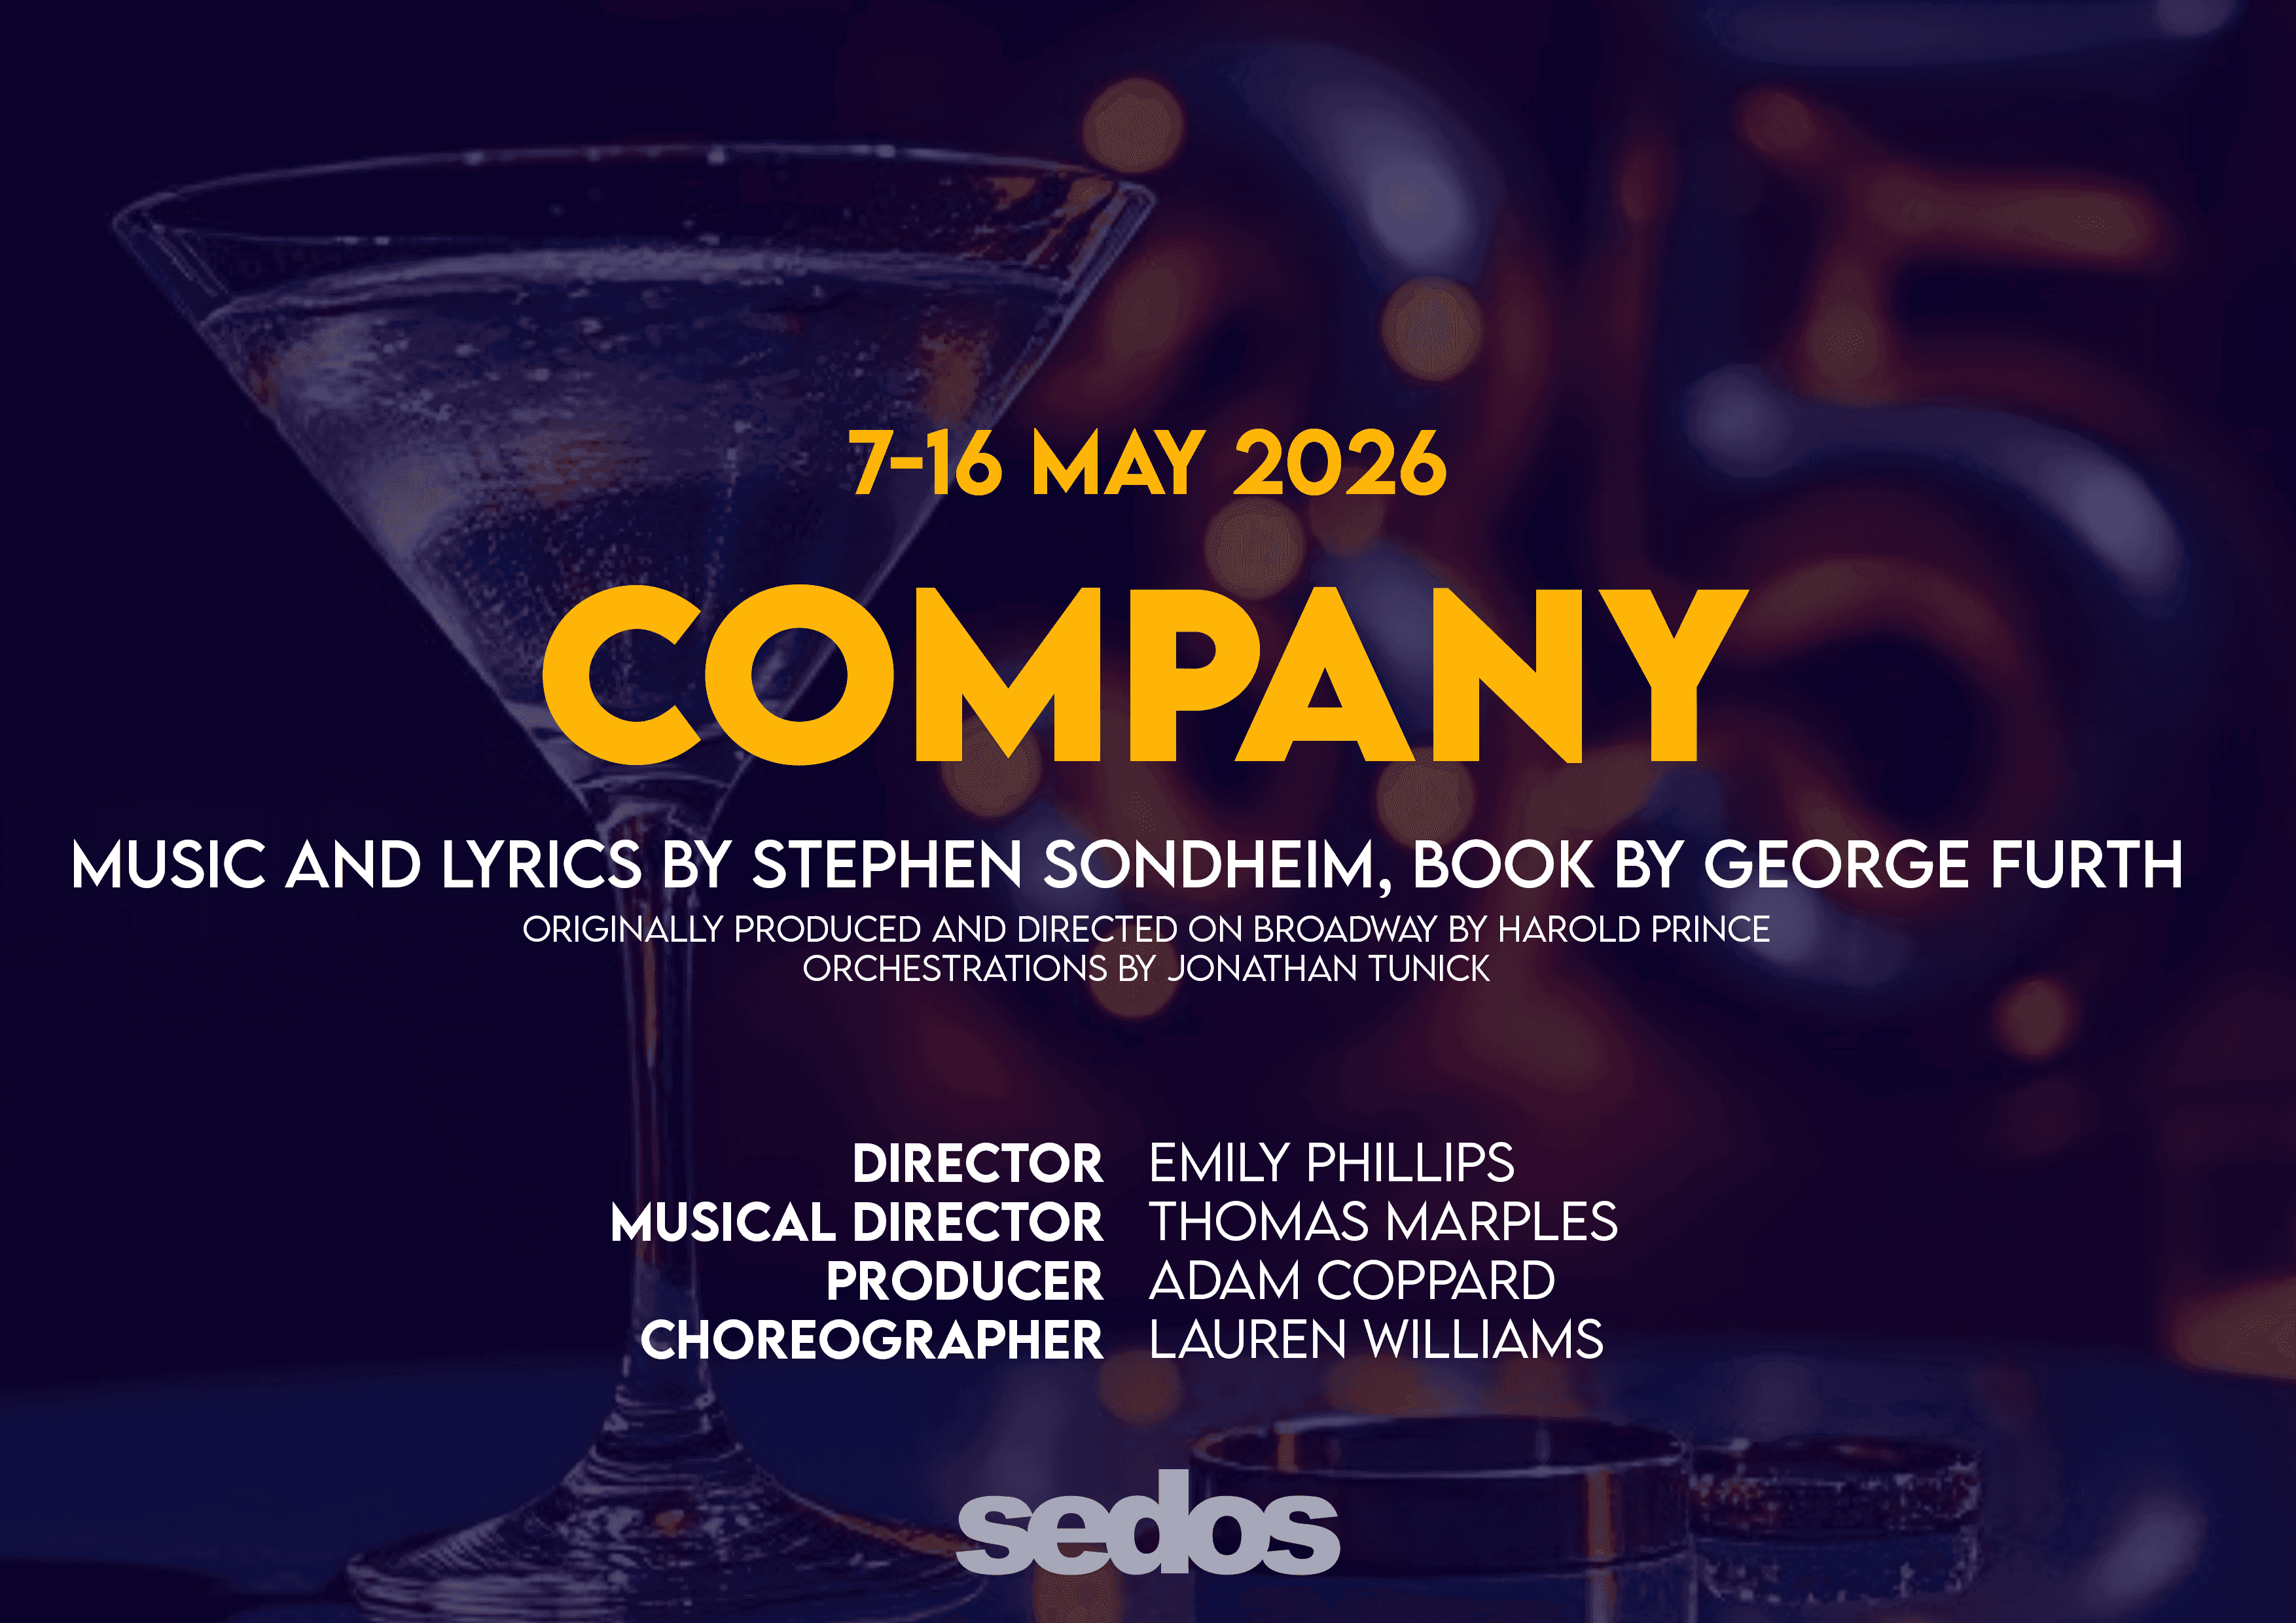 7-16 MAY 2026
COMPANY
MUSIC AND LYRICS BY STEPHEN SONDHEIM, BOOK BY GEORGE FURTH
ORIGINALLY PRODUCED AND DIRECTED ON BROADWAY BY HAROLD PRINCE
ORCHESTRATIONS BY JONATHAN TUNICK
DIRECTOR EMILY PHILLIPS
MUSICAL DIRECTOR THOMAS MARPLES
PRODUCER ADAM COPPARD
CHOREOGRAPHER LAUREN WILLIAMS
sedos